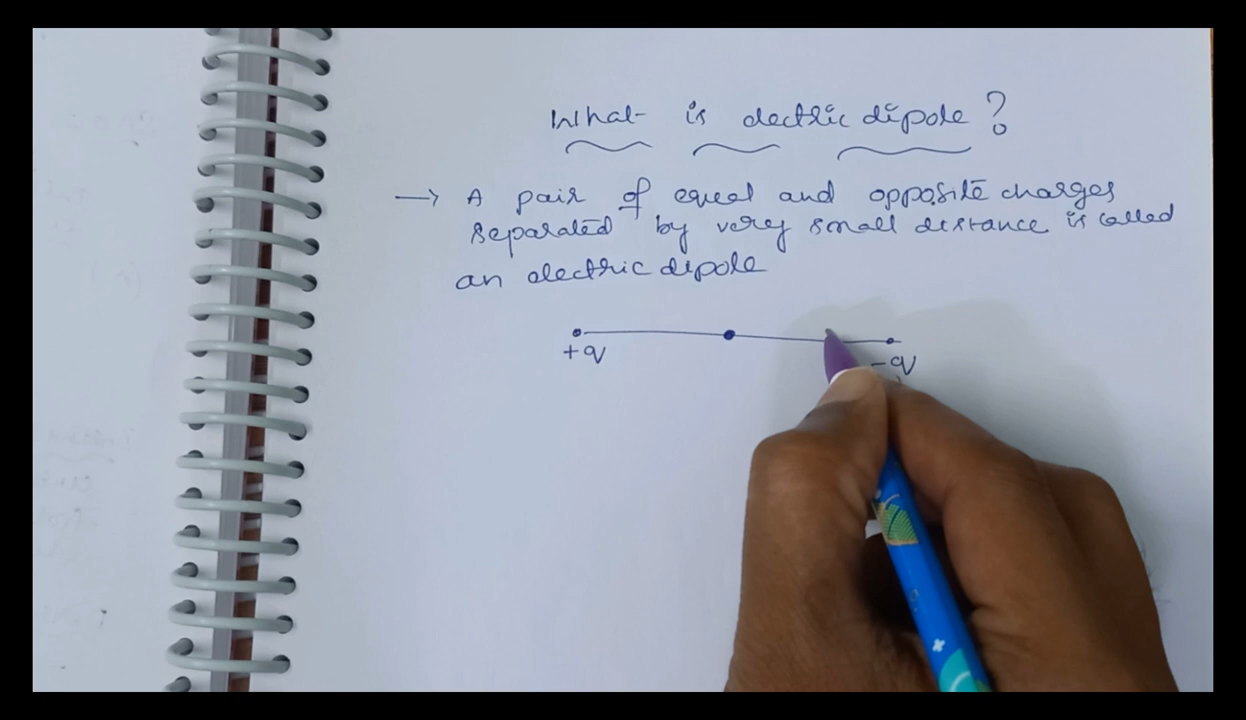 What is electric dipole?
→ A pair of equal and opposite charges
separated by very small distance is called
an electric dipole
+q -q